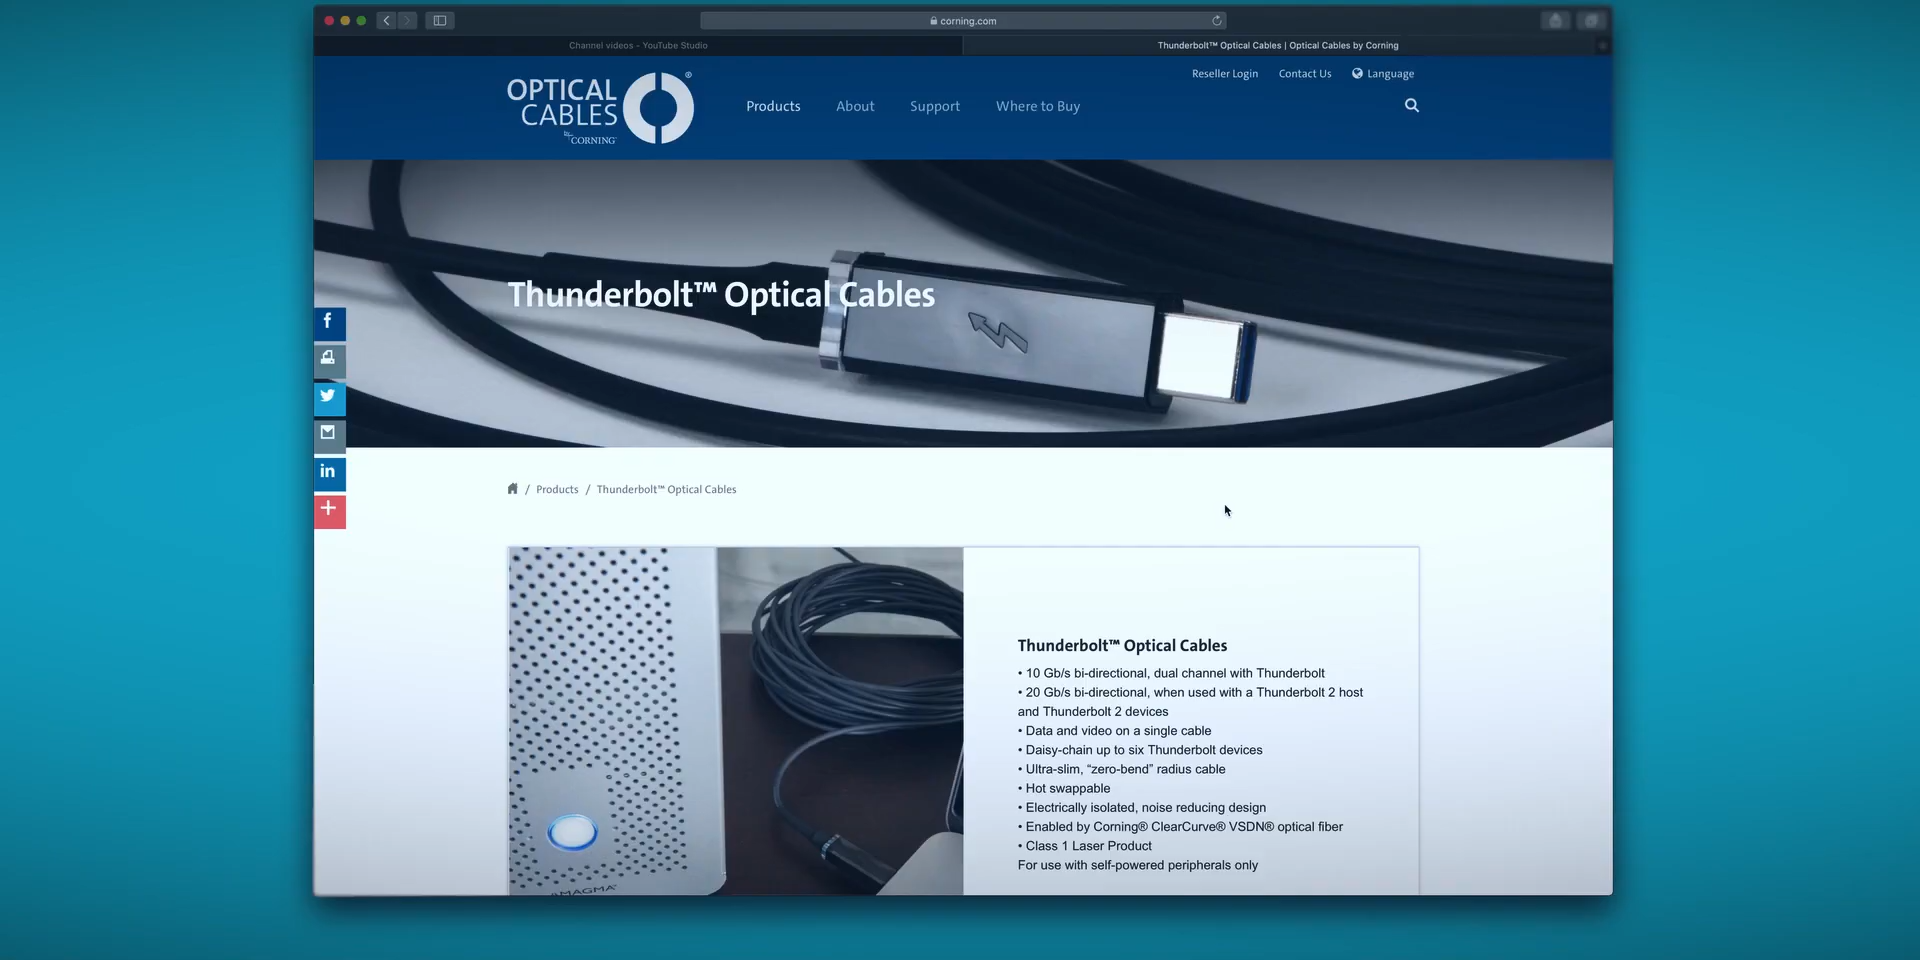 corning.com
Channel videos - YouTube Studio
Thunderbolt™ Optical Cables | Optical Cables by Corning
Reseller Login
Contact Us
Language
OPTICAL
CABLES
by CORNING
®
Products
About
Support
Where to Buy
Thunderbolt™ Optical Cables
f
in
/ Products / Thunderbolt™ Optical Cables
Thunderbolt™ Optical Cables
• 10 Gb/s bi-directional, dual channel with Thunderbolt
• 20 Gb/s bi-directional, when used with a Thunderbolt 2 host
and Thunderbolt 2 devices
• Data and video on a single cable
• Daisy-chain up to six Thunderbolt devices
• Ultra-slim, “zero-bend” radius cable
• Hot swappable
• Electrically isolated, noise reducing design
• Enabled by Corning® ClearCurve® VSDN® optical fiber
• Class 1 Laser Product
For use with self-powered peripherals only
MAGMA